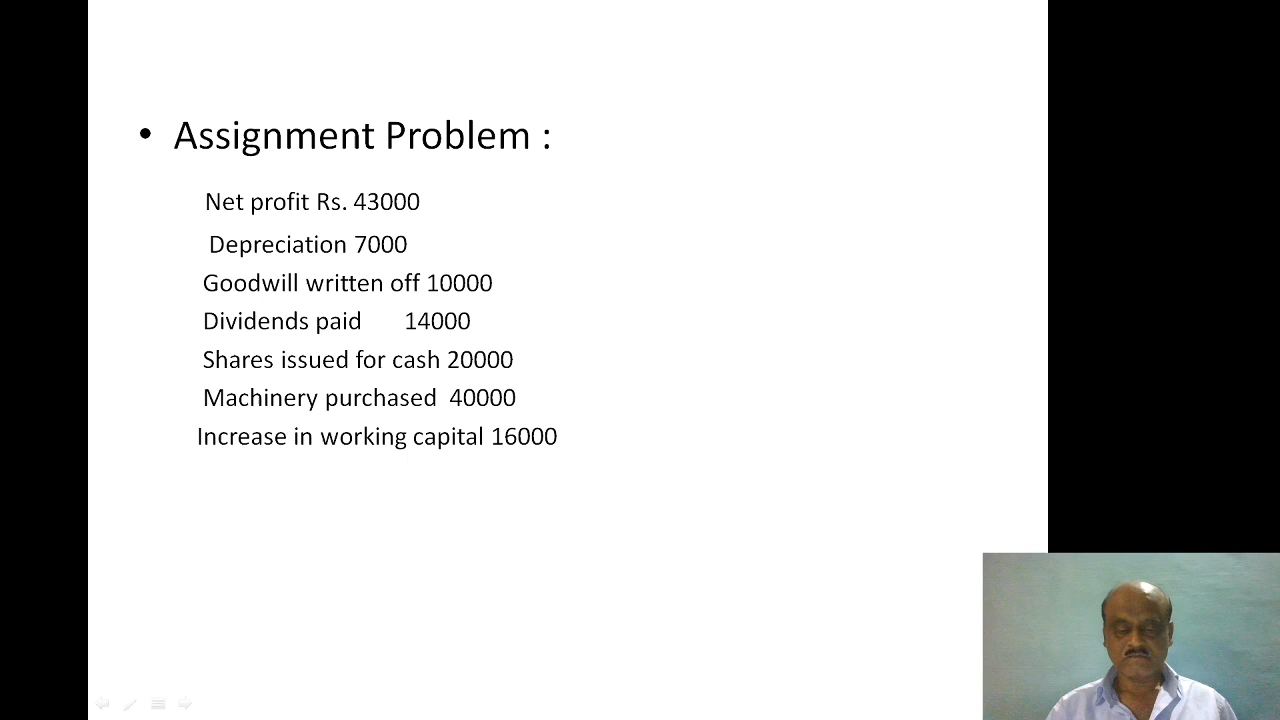 • Assignment Problem :
Net profit Rs. 43000
Depreciation 7000
Goodwill written off 10000
Dividends paid 14000
Shares issued for cash 20000
Machinery purchased 40000
Increase in working capital 16000